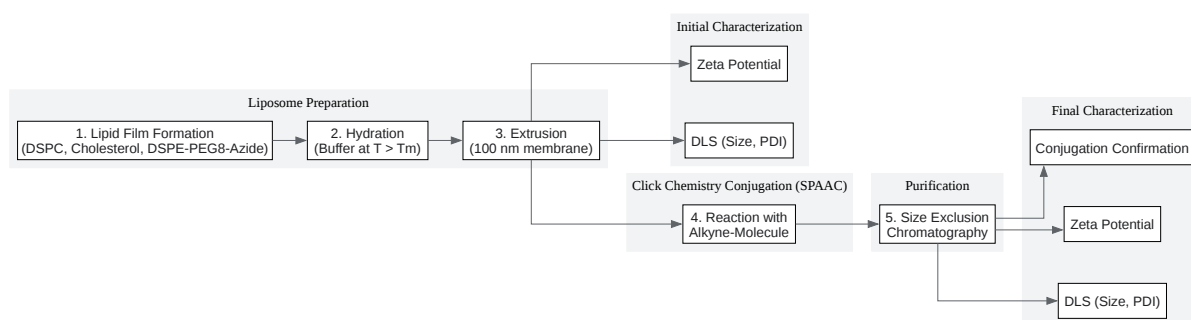 Initial Characterization
Zeta Potential
DLS (Size, PDI)
Liposome Preparation
1. Lipid Film Formation
(DSPC, Cholesterol, DSPE-PEG8-Azide)
2. Hydration
(Buffer at T > Tm)
3. Extrusion
(100 nm membrane)
Click Chemistry Conjugation (SPAAC)
4. Reaction with
Alkyne-Molecule
Purification
5. Size Exclusion
Chromatography
Final Characterization
Conjugation Confirmation
Zeta Potential
DLS (Size, PDI)